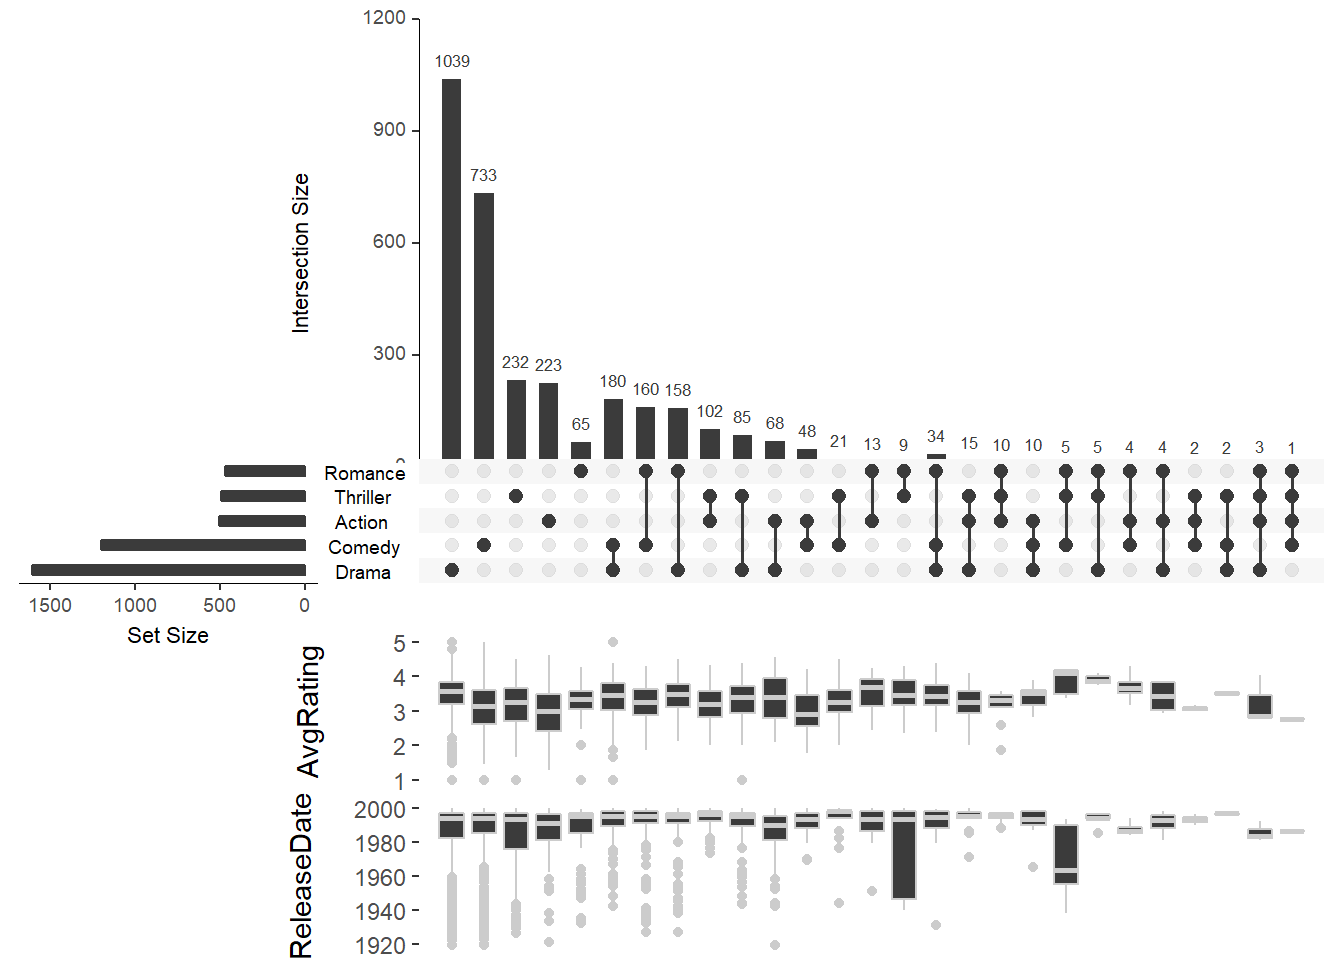 1200
1039
900
733
600
Intersection Size
300
232 223
65
180 160 158
102 85 68 48 21 13 9 34 15 10 10 5 5 4 4 2 2 3 1
0
Romance
Thriller
Action
Comedy
Drama
1500 1000 500 0
Set Size
AvgRating
5
4
3
2
1
ReleaseDate
2000
1980
1960
1940
1920